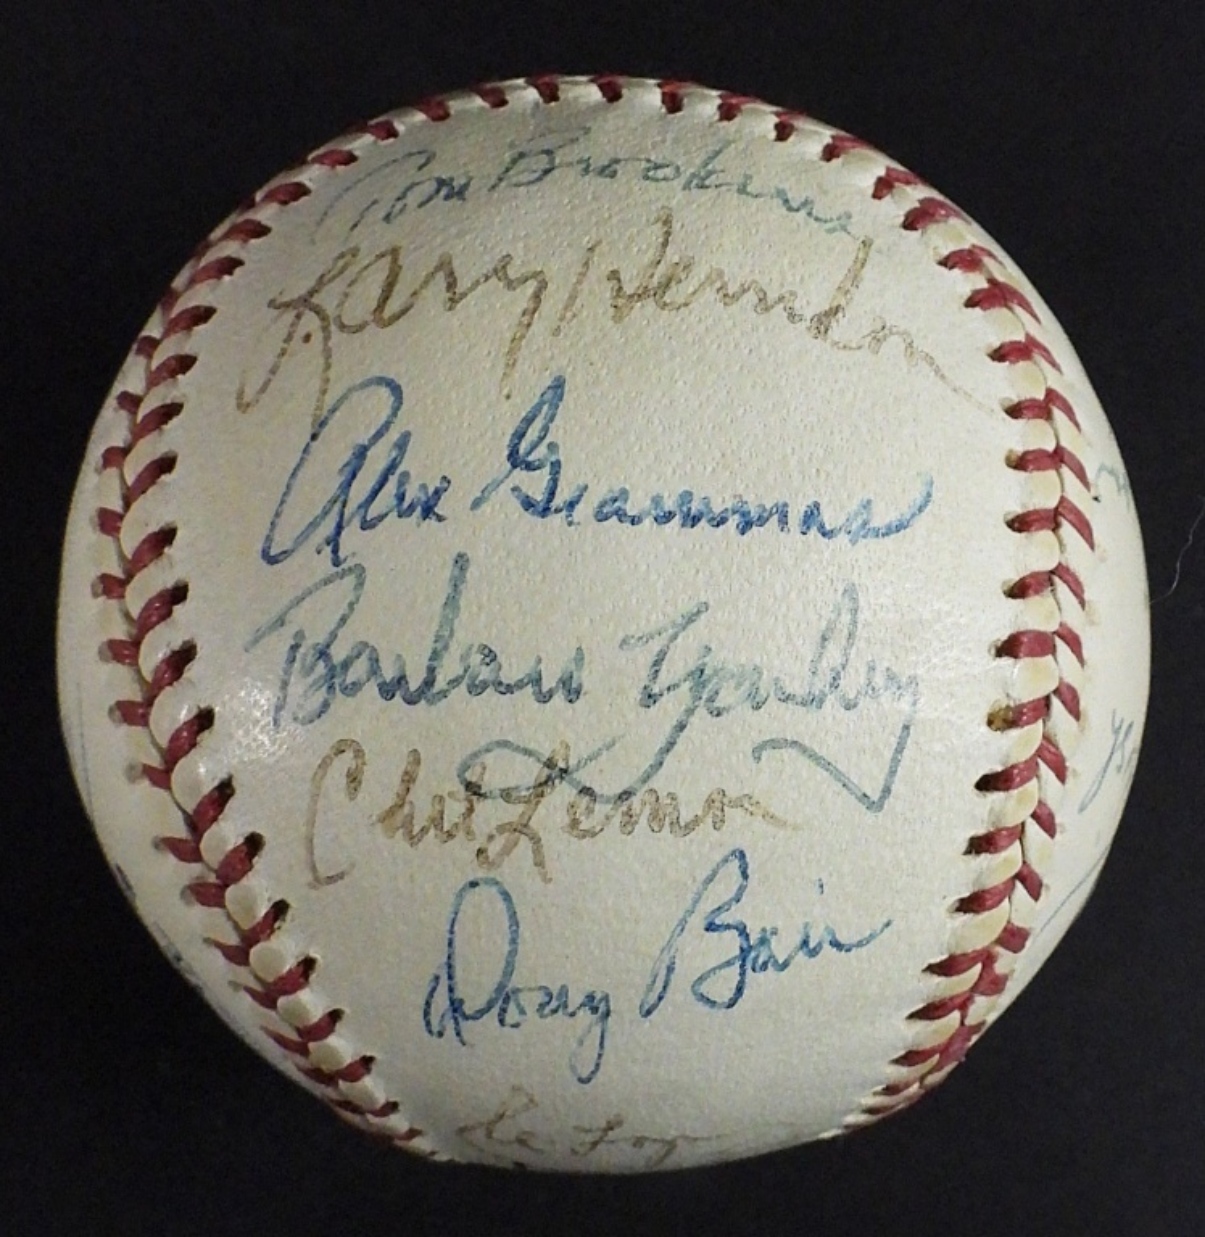 Tom Brookens
Larry Herndon
Alex Grammas
Barbaro Garbey
Chet Lemon
Doug Bair